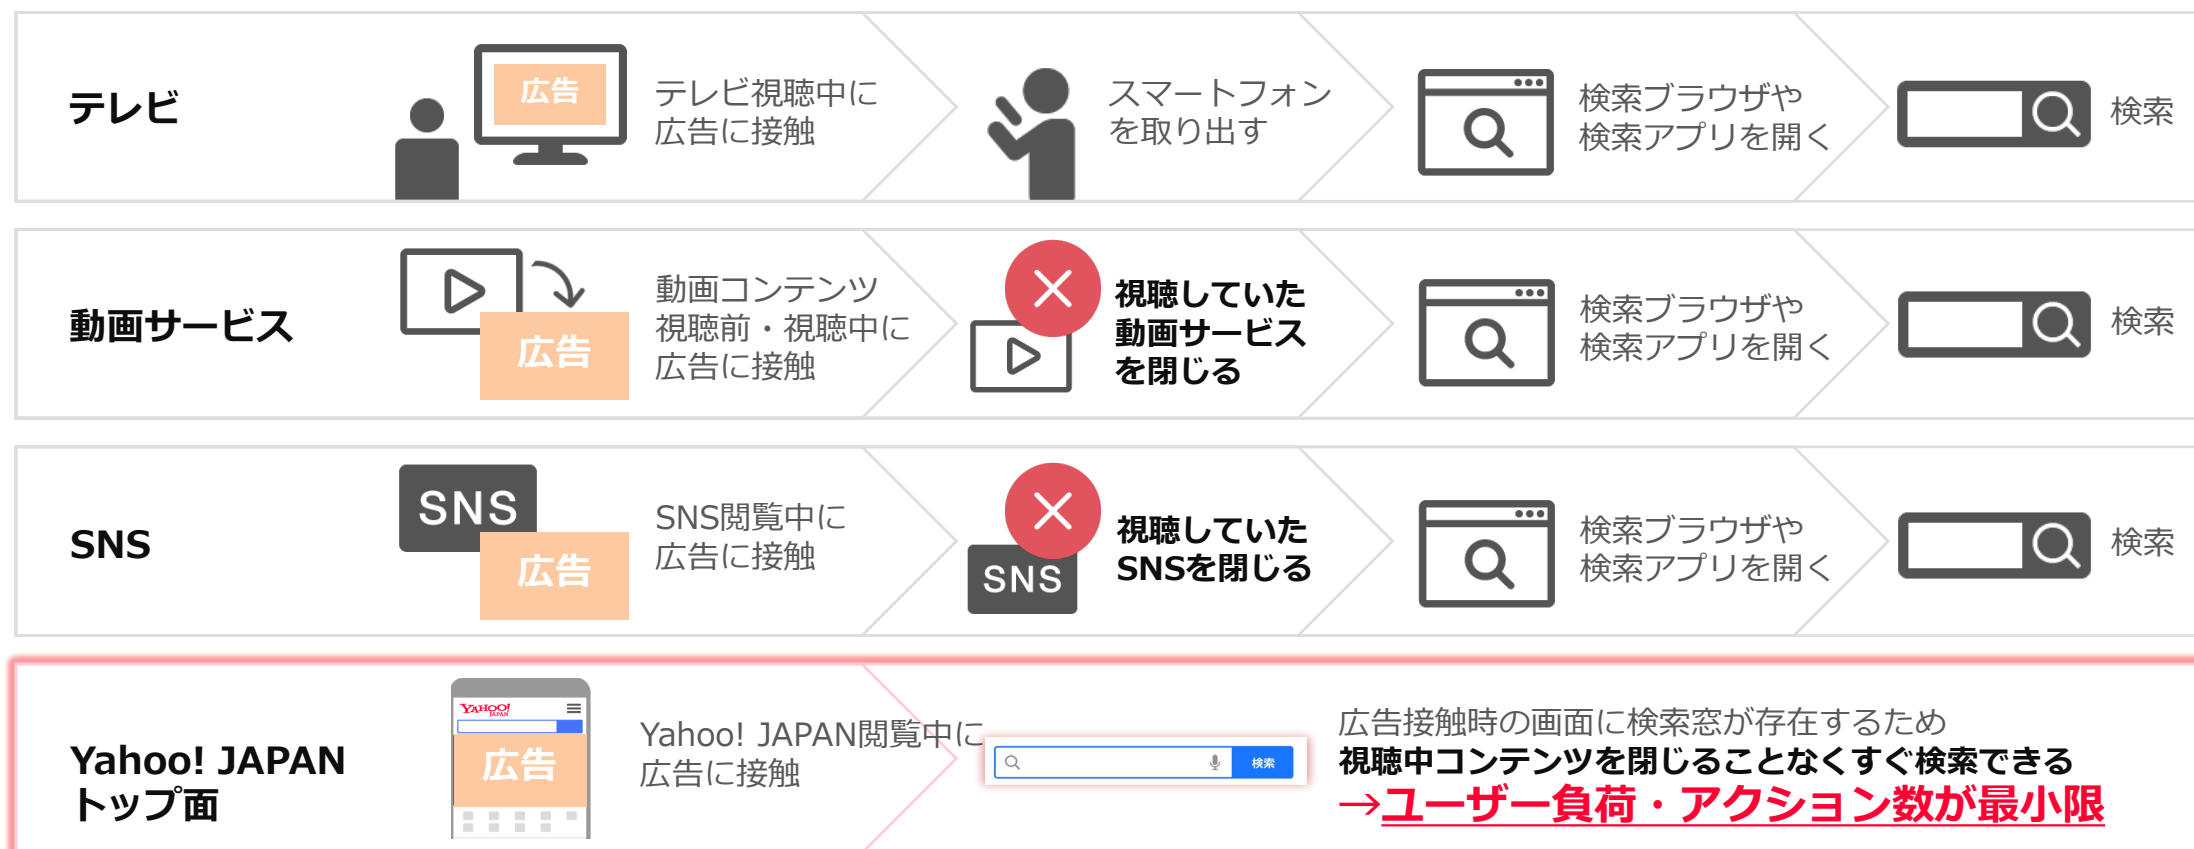 テレビ
広告
テレビ視聴中に
広告に接触
スマートフォン
を取り出す
検索ブラウザや
検索アプリを開く
検索
動画サービス
広告
動画コンテンツ
視聴前・視聴中に
広告に接触
視聴していた
動画サービス
を閉じる
検索ブラウザや
検索アプリを開く
検索
SNS
SNS
広告
SNS閲覧中に
広告に接触
SNS
視聴していた
SNSを閉じる
検索ブラウザや
検索アプリを開く
検索
Yahoo! JAPAN
トップ面
YAHOO!
JAPAN
広告
Yahoo! JAPAN閲覧中に
広告に接触
検索
広告接触時の画面に検索窓が存在するため
視聴中コンテンツを閉じることなくすぐ検索できる
→ユーザー負荷・アクション数が最小限